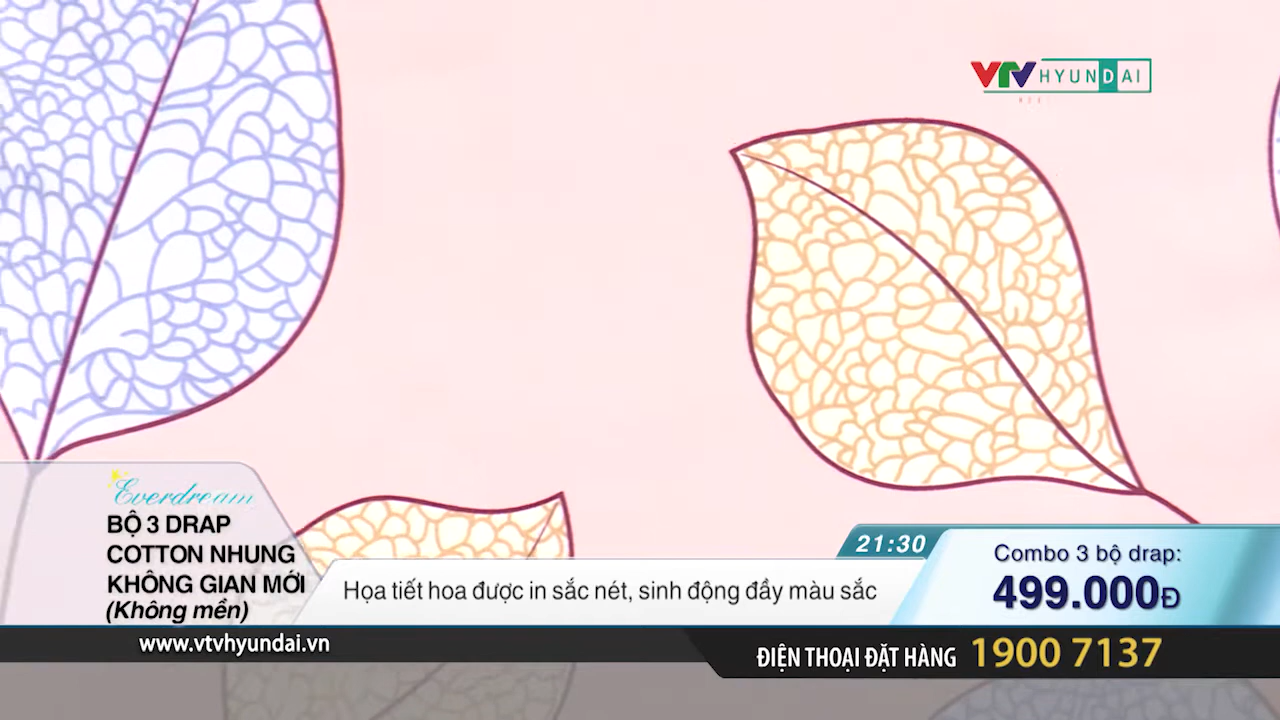 VTV HYUNDAI
Everdream
BỘ 3 DRAP
COTTON NHUNG
KHÔNG GIAN MỚI
(Không mền)
Họa tiết hoa được in sắc nét, sinh động đầy màu sắc
21:30
Combo 3 bộ drap:
499.000Đ
www.vtvhyundai.vn
ĐIỆN THOẠI ĐẶT HÀNG 1900 7137